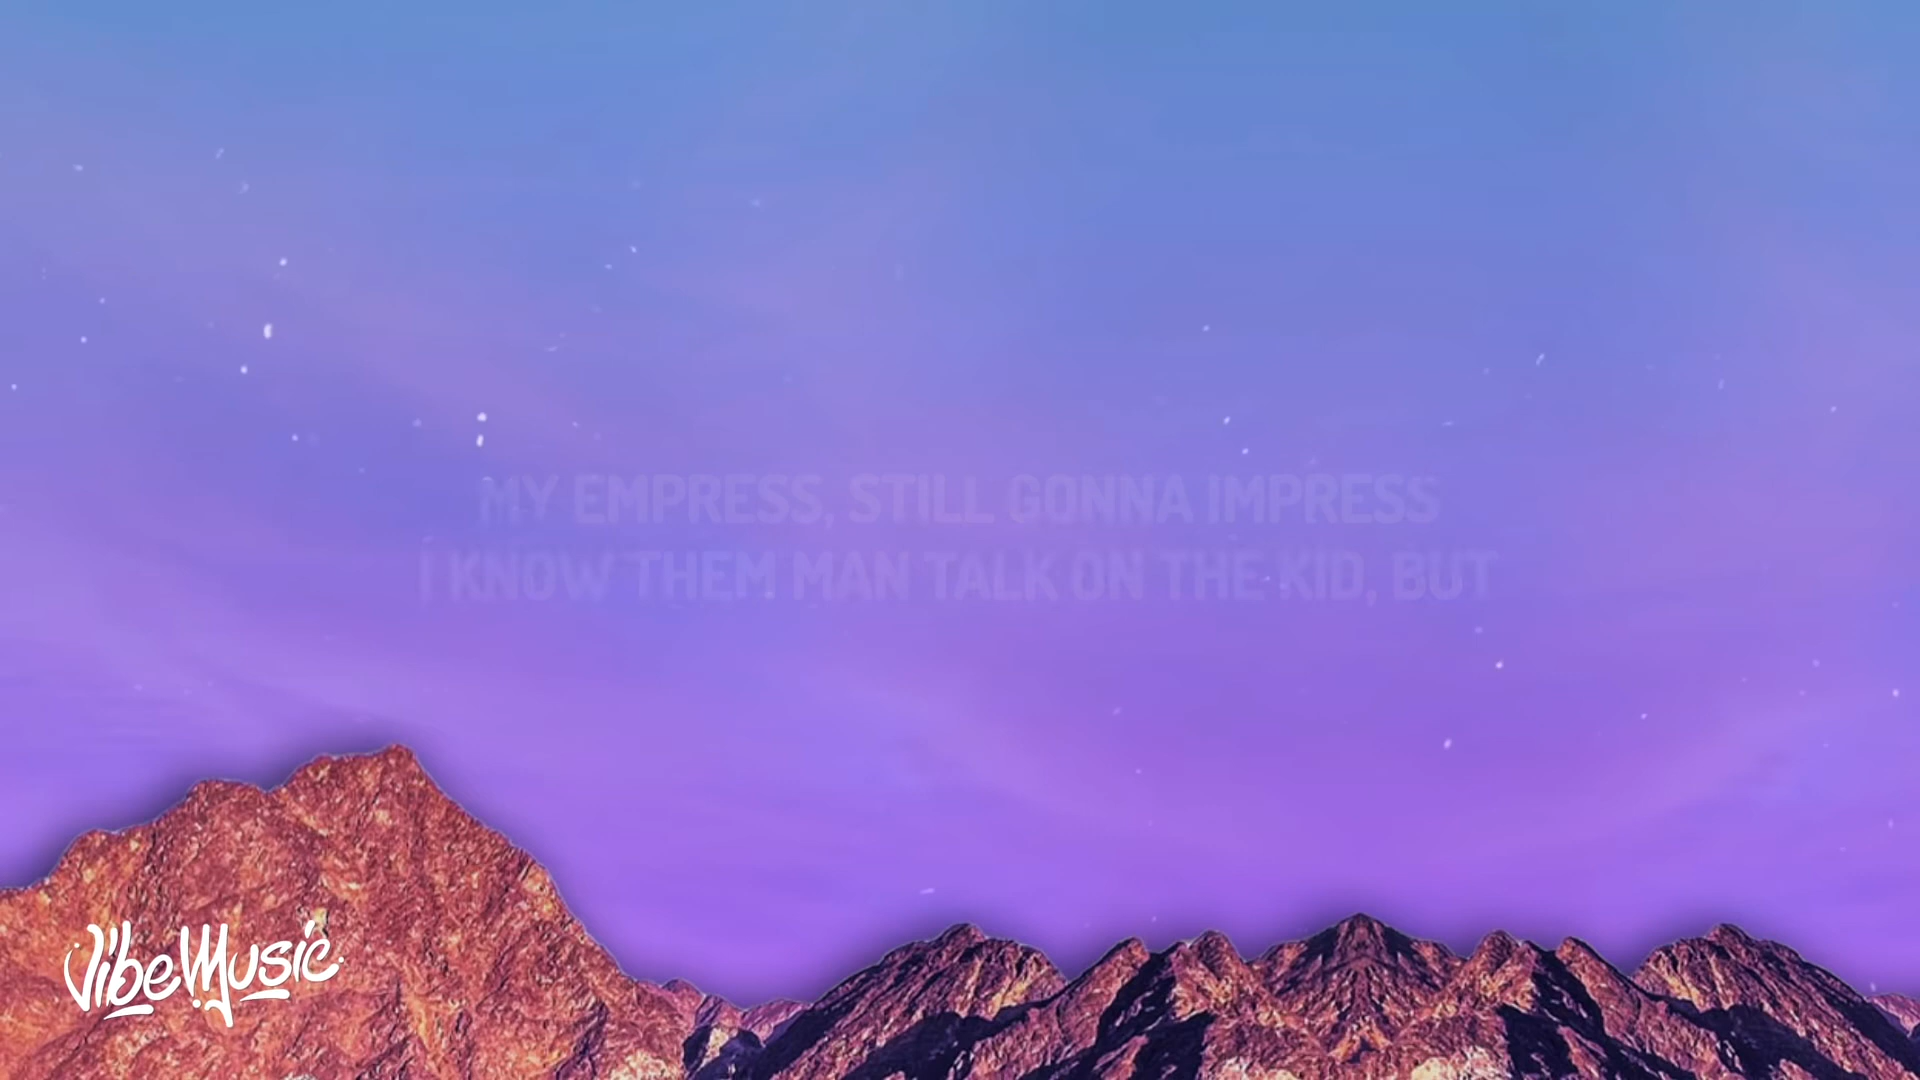 MY EMPRESS, STILL GONNA IMPRESS
I KNOW THEM MAN TALK ON THE KID, BUT
VibeMusic